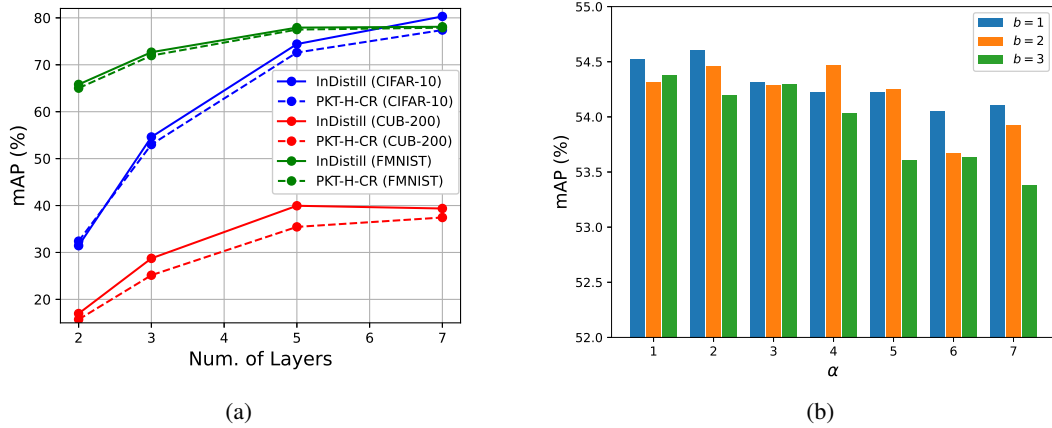 80
70
60
50
40
30
20
mAP (%)
InDistill (CIFAR-10)
PKT-H-CR (CIFAR-10)
InDistill (CUB-200)
PKT-H-CR (CUB-200)
InDistill (FMNIST)
PKT-H-CR (FMNIST)
2 3 4 5 6 7
Num. of Layers
(a)
55.0
54.5
54.0
53.5
53.0
52.5
52.0
mAP (%)
b = 1
b = 2
b = 3
1 2 3 4 5 6 7
α
(b)